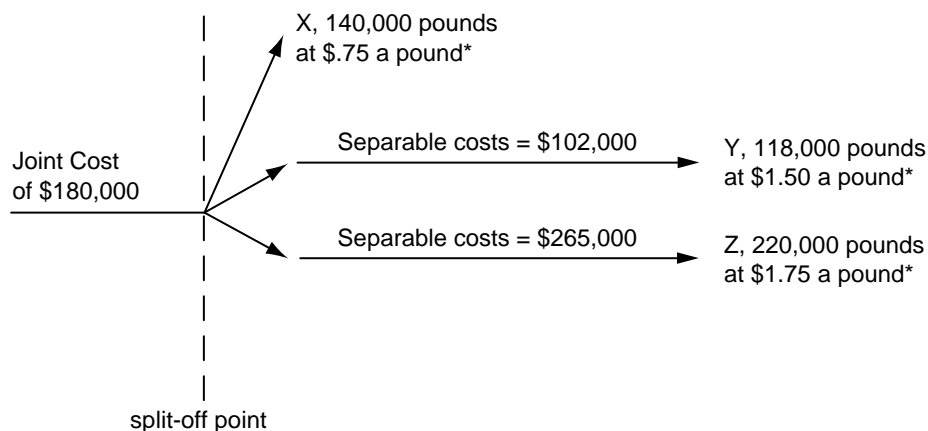 X, 140,000 pounds
at $.75 a pound*
Separable costs = $102,000
Y, 118,000 pounds
at $1.50 a pound*
Joint Cost
of $180,000
Separable costs = $265,000
Z, 220,000 pounds
at $1.75 a pound*
split-off point